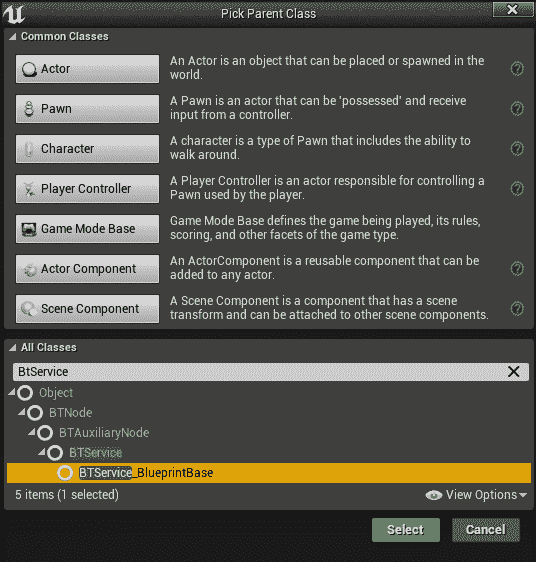 Pick Parent Class
Common Classes
Actor
An Actor is an object that can be placed or spawned in the
world.
Pawn
A Pawn is an actor that can be 'possessed' and receive
input from a controller.
Character
A character is a type of Pawn that includes the ability to
walk around.
Player Controller
A Player Controller is an actor responsible for controlling a
Pawn used by the player.
Game Mode Base
Game Mode Base defines the game being played, its rules,
scoring, and other facets of the game type.
Actor Component
An ActorComponent is a reusable component that can be
added to any actor.
Scene Component
A Scene Component is a component that has a scene
transform and can be attached to other scene components.
All Classes
BtService
Object
BTNode
BTAuxiliaryNode
BTService
BTService_BlueprintBase
5 items (1 selected)
View Options
Select
Cancel